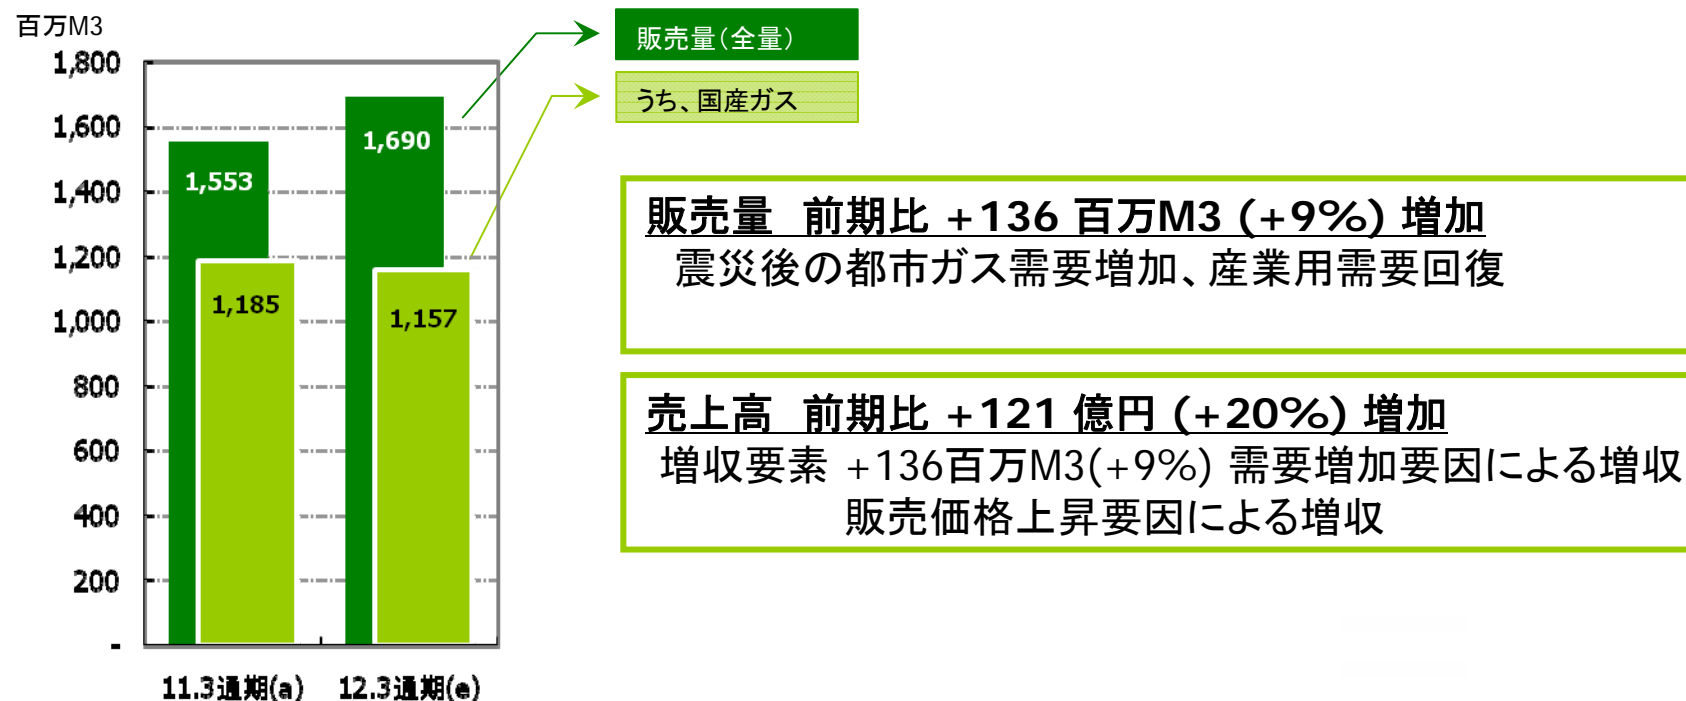 百万M3
1,800
1,600
1,400
1,200
1,000
800
600
400
200
-
1,553
1,185
1,690
1,157
11.3通期(a)
12.3通期(e)
販売量(全量)
うち、国産ガス
販売量 前期比 +136 百万M3 (+9%) 増加
震災後の都市ガス需要増加、産業用需要回復
売上高 前期比 +121 億円 (+20%) 増加
増収要素 +136百万M3(+9%) 需要増加要因による増収
販売価格上昇要因による増収